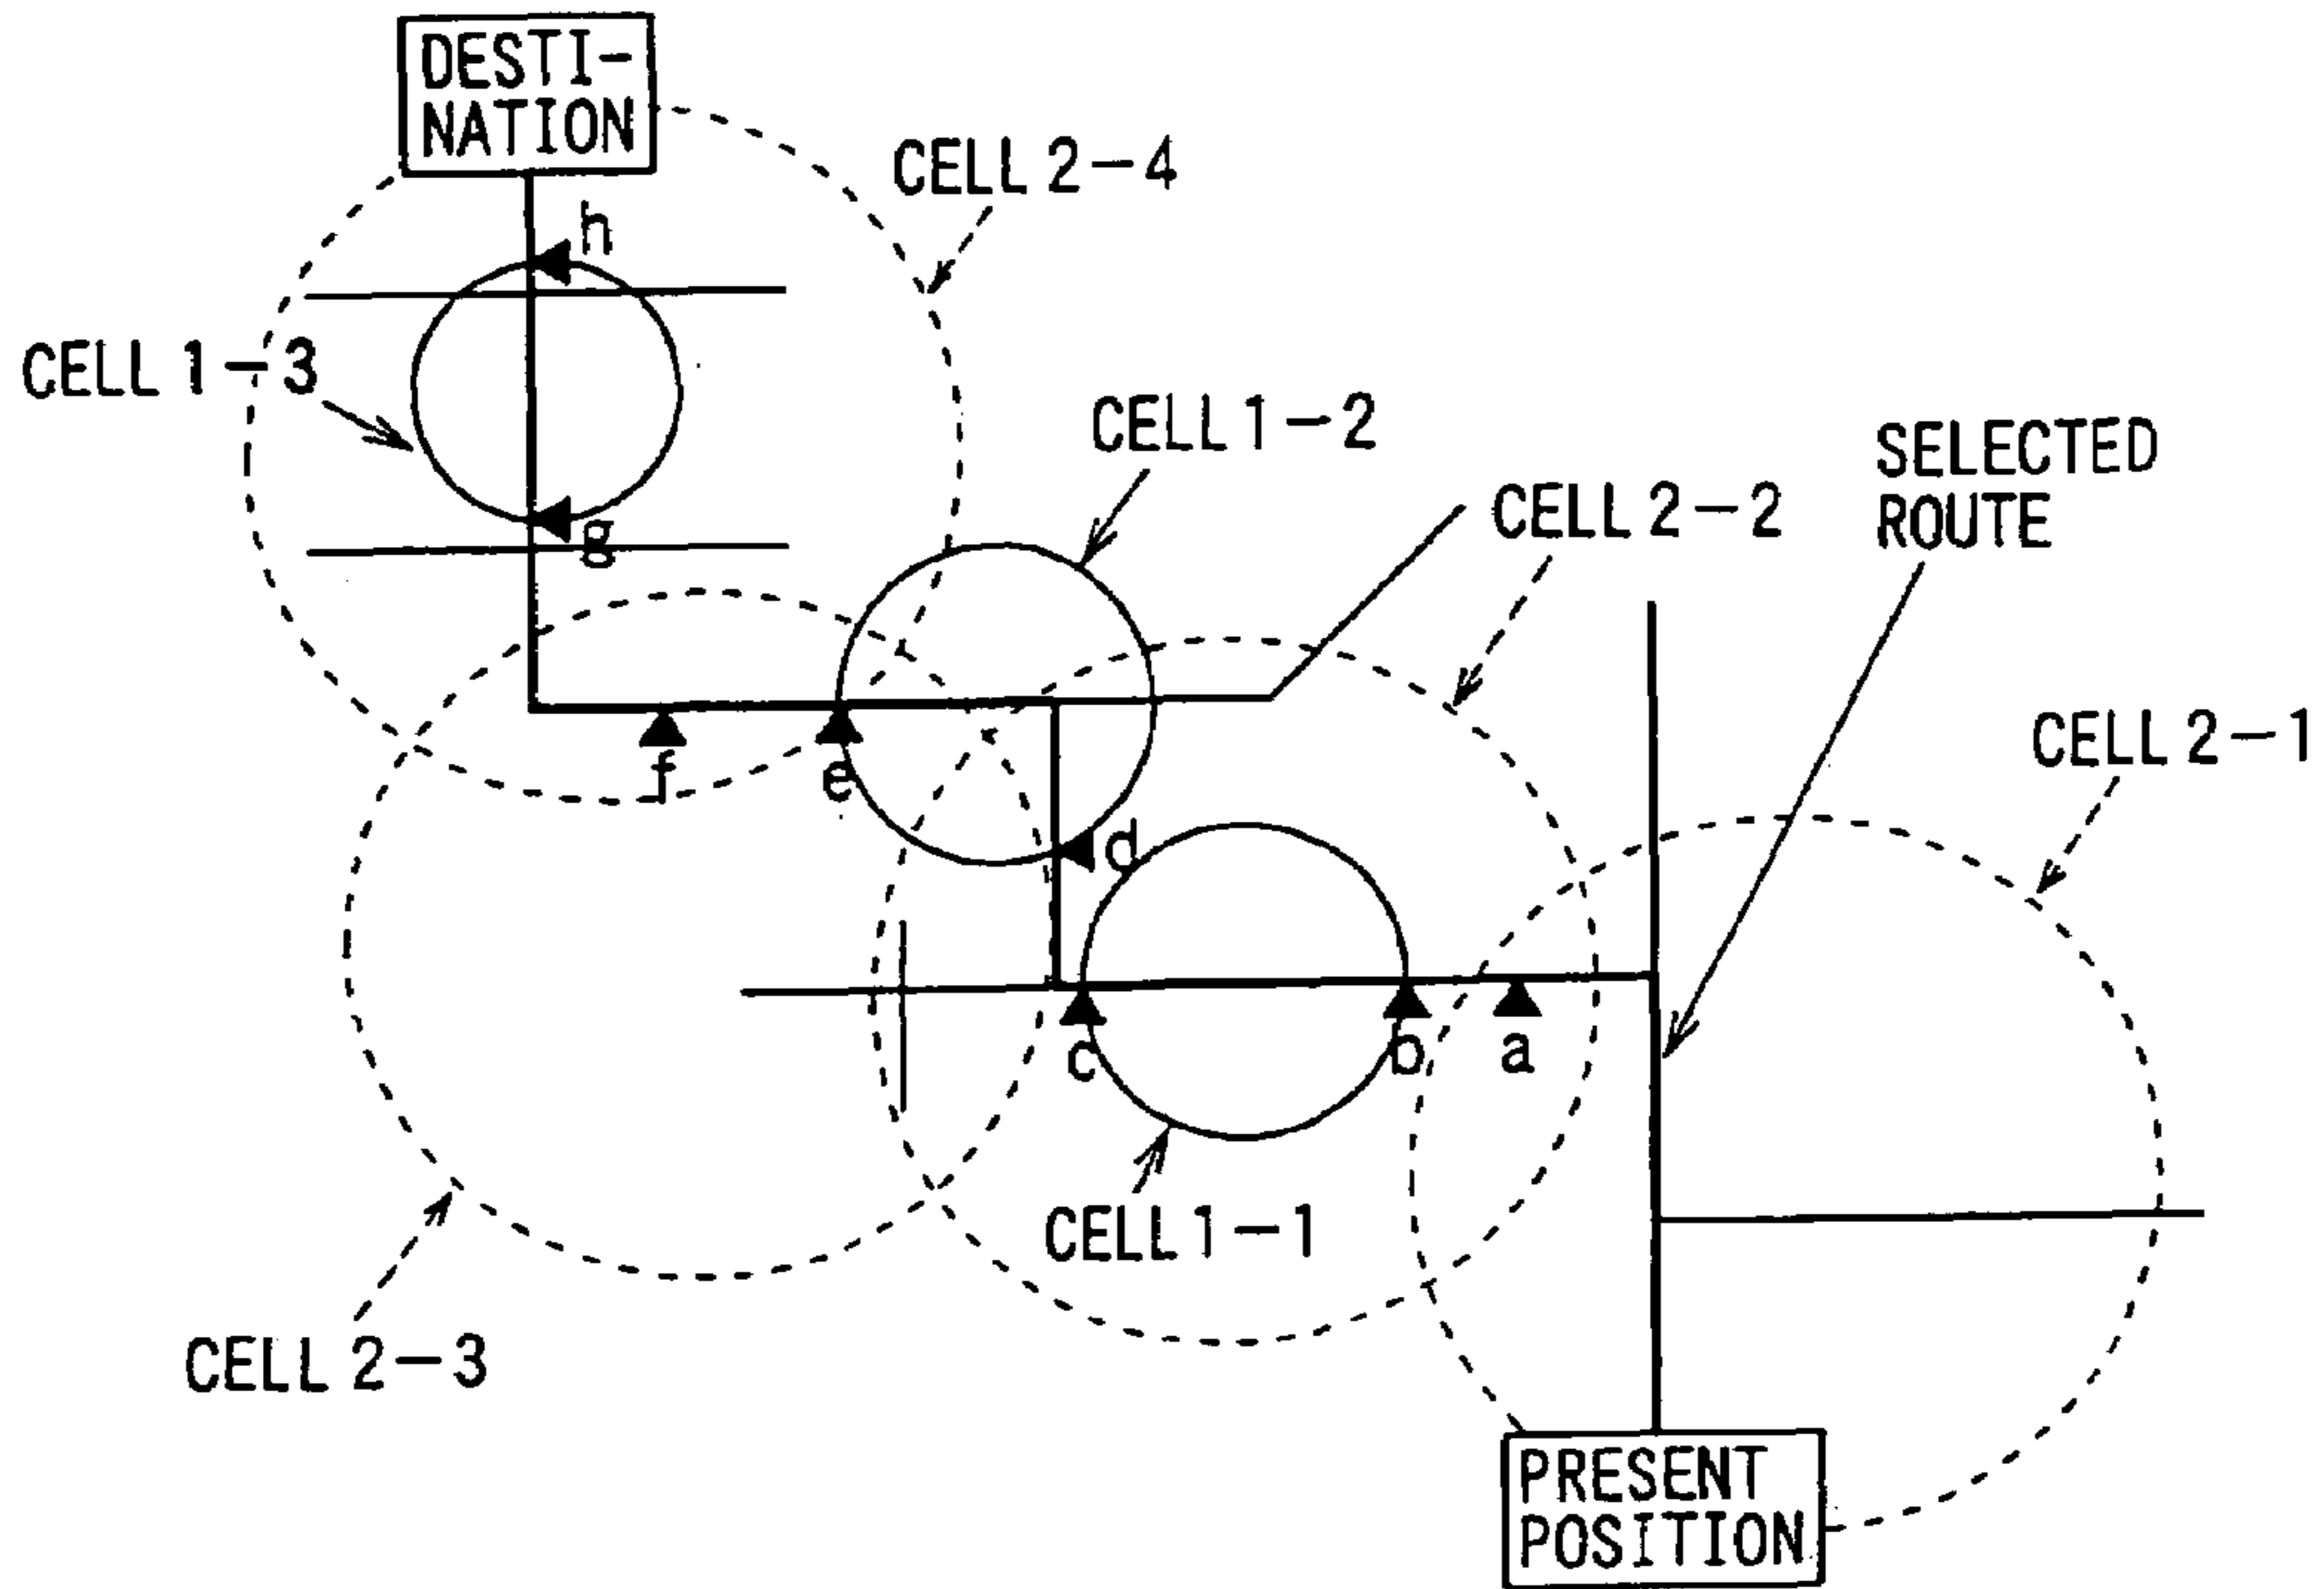 DESTI-
NATION
CELL 2-4
h
CELL 1-3
CELL 1-2
SELECTED
ROUTE
CELL 2-2
g
CELL 2-1
f
e
d
c
b
a
CELL 1-1
CELL 2-3
PRESENT
POSITION